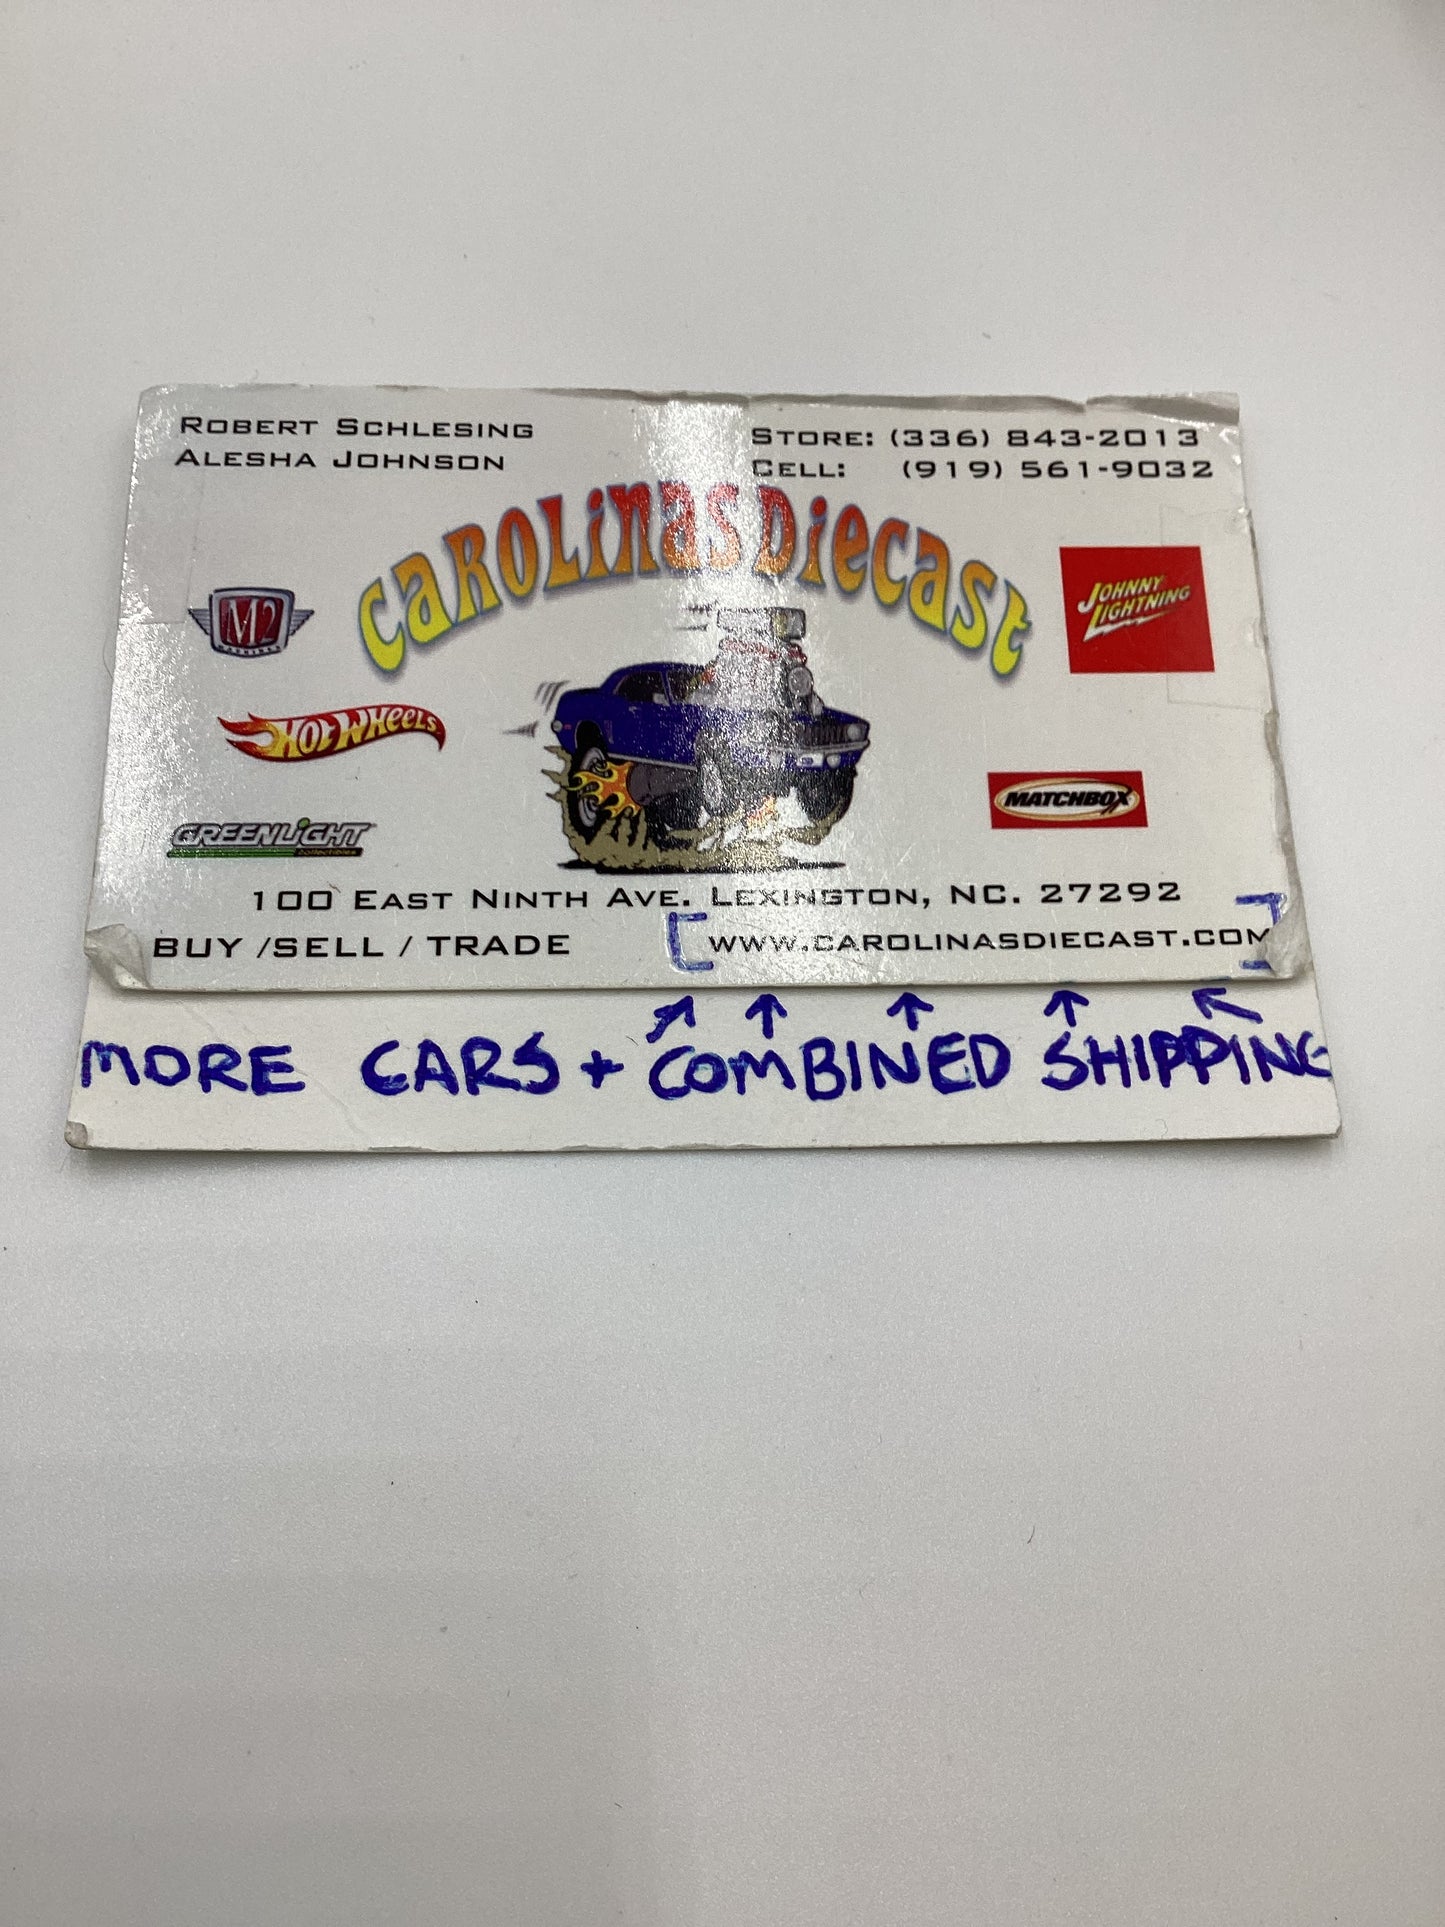 Robert Schlesing
Alesha Johnson
Store: (336) 843-2013
Cell: (919) 561-9032
Carolinas Diecast
M2
MACHINES
JOHNNY
LIGHTNING
HOT WHEELS
MATCHBOX
GREENLIGHT
collectibles
100 East Ninth Ave. Lexington, NC. 27292
BUY /SELL / TRADE
www.carolinasdiecast.com
MORE CARS + COMBINED SHIPPING